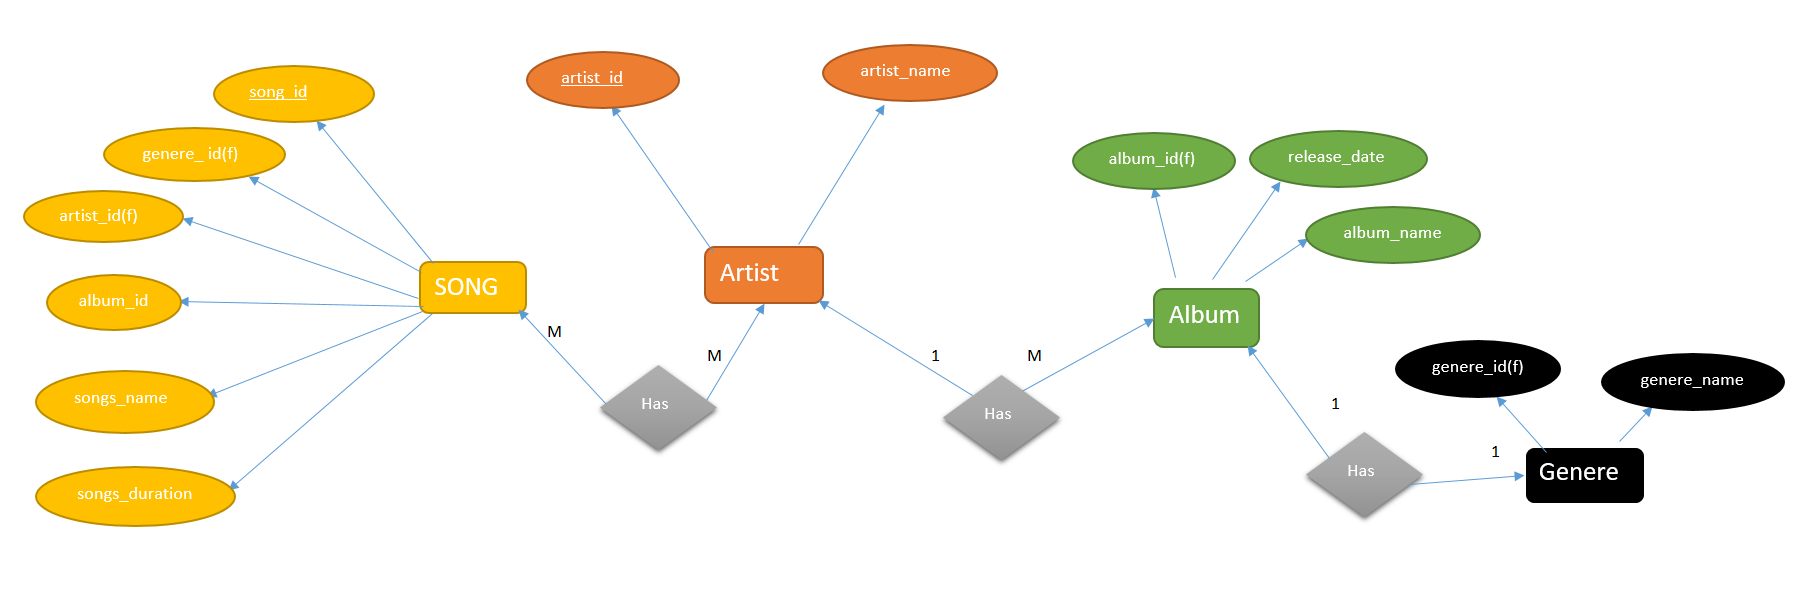 song_id
genere_ id(f)
artist_id(f)
album_id
songs_name
songs_duration
SONG
M
Has
M
artist_id
artist_name
Artist
1
Has
M
album_id(f)
release_date
album_name
Album
1
Has
1
genere_id(f)
genere_name
Genere